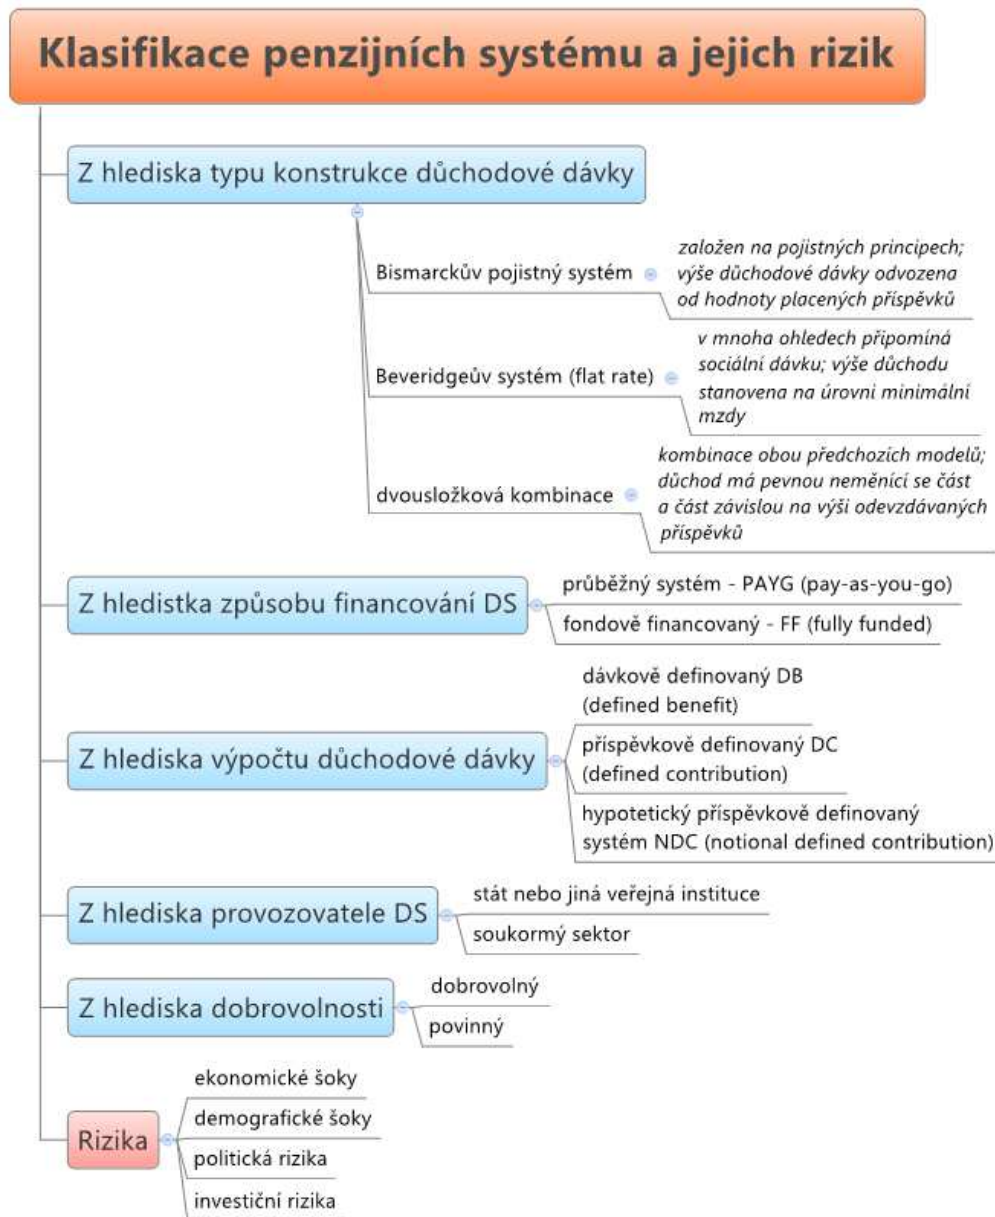 Klasifikace penzijních systému a jejich rizik
Z hlediska typu konstrukce důchodové dávky
Bismarckův pojistný systém
založen na pojistných principech;
výše důchodové dávky odvozena
od hodnoty placených příspěvků
Beveridgeův systém (flat rate)
v mnoha ohledech připomíná
sociální dávku; výše důchodu
stanovena na úrovni minimální
mzdy
dvousložková kombinace
kombinace obou předchozích modelů;
důchod má pevnou neměnící se část
a část závislou na výši odevzdávaných
příspěvků
Z hledistka způsobu financování DS
průběžný systém - PAYG (pay-as-you-go)
fondově financovaný - FF (fully funded)
Z hlediska výpočtu důchodové dávky
dávkově definovaný DB
(defined benefit)
příspěvkově definovaný DC
(defined contribution)
hypotetický příspěvkově definovaný
systém NDC (notional defined contribution)
Z hlediska provozovatele DS
stát nebo jiná veřejná instituce
soukormý sektor
Z hlediska dobrovolnosti
dobrovolný
povinný
Rizika
ekonomické šoky
demografické šoky
politická rizika
investiční rizika